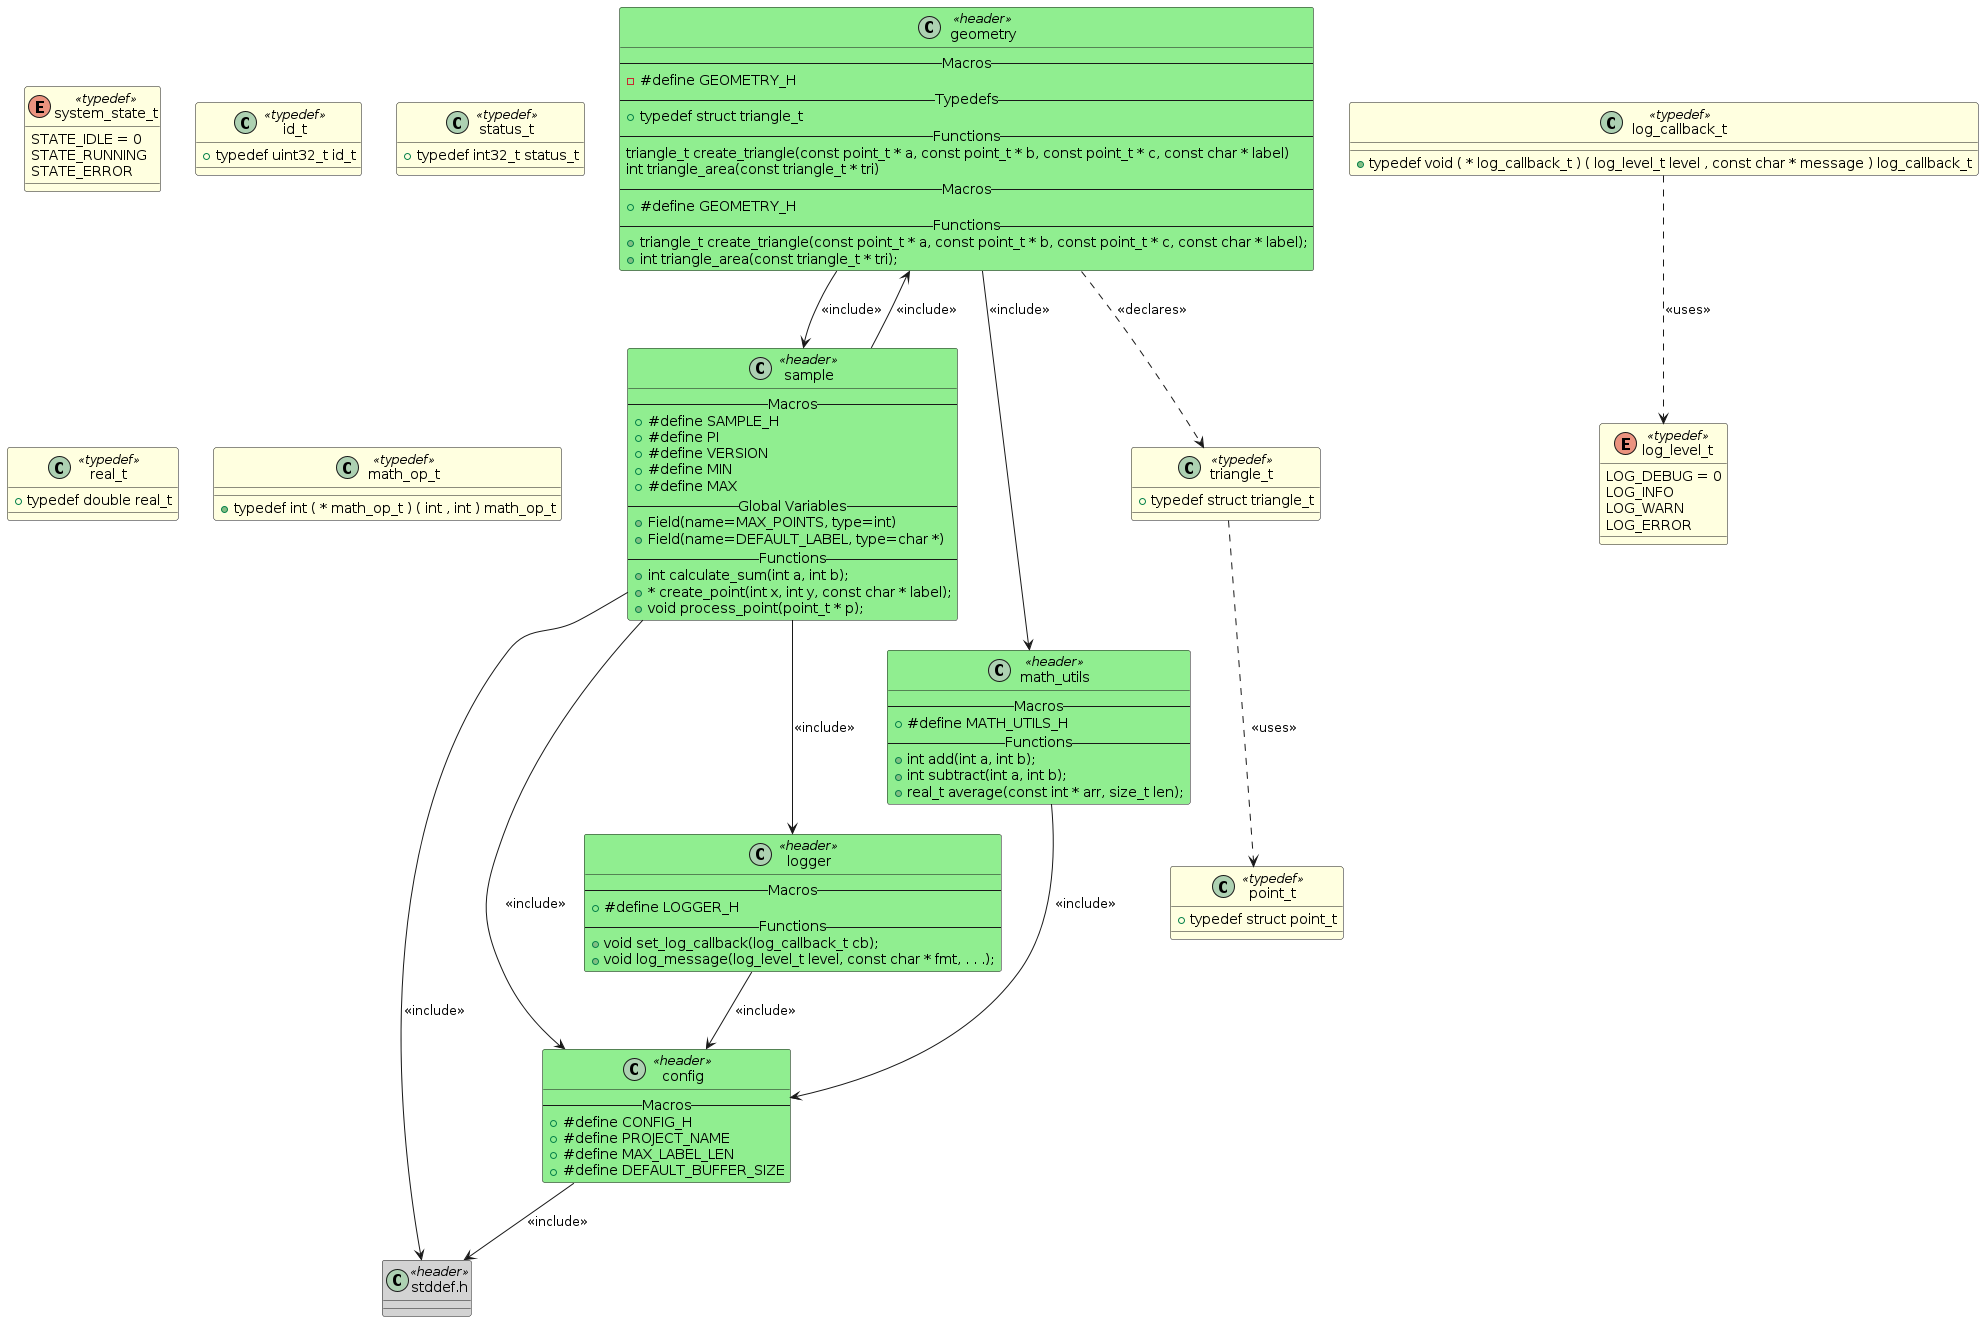 «header»
geometry
Macros
#define GEOMETRY_H
Typedefs
typedef struct triangle_t
Functions
triangle_t create_triangle(const point_t * a, const point_t * b, const point_t * c, const char * label)
int triangle_area(const triangle_t * tri)
Macros
#define GEOMETRY_H
Functions
triangle_t create_triangle(const point_t * a, const point_t * b, const point_t * c, const char * label);
int triangle_area(const triangle_t * tri);
E
«typedef»
system_state_t
STATE_IDLE = 0
STATE_RUNNING
STATE_ERROR
C
«typedef»
id_t
typedef uint32_t id_t
C
«typedef»
status_t
typedef int32_t status_t
C
«typedef»
log_callback_t
typedef void ( * log_callback_t ) ( log_level_t level , const char * message ) log_callback_t
«include»
«include»
«include»
«declares»
«uses»
C
«header»
sample
Macros
#define SAMPLE_H
#define PI
#define VERSION
#define MIN
#define MAX
Global Variables
Field(name=MAX_POINTS, type=int)
Field(name=DEFAULT_LABEL, type=char *)
Functions
int calculate_sum(int a, int b);
* create_point(int x, int y, const char * label);
void process_point(point_t * p);
C
«typedef»
real_t
typedef double real_t
C
«typedef»
math_op_t
typedef int ( * math_op_t ) ( int , int ) math_op_t
C
«typedef»
triangle_t
typedef struct triangle_t
E
«typedef»
log_level_t
LOG_DEBUG = 0
LOG_INFO
LOG_WARN
LOG_ERROR
C
«header»
math_utils
Macros
#define MATH_UTILS_H
Functions
int add(int a, int b);
int subtract(int a, int b);
real_t average(const int * arr, size_t len);
«include»
«uses»
C
«header»
logger
Macros
#define LOGGER_H
Functions
void set_log_callback(log_callback_t cb);
void log_message(log_level_t level, const char * fmt, . . .);
«include»
«include»
C
«typedef»
point_t
typedef struct point_t
«include»
«include»
C
«header»
config
Macros
#define CONFIG_H
#define PROJECT_NAME
#define MAX_LABEL_LEN
#define DEFAULT_BUFFER_SIZE
«include»
C
«header»
stddef.h